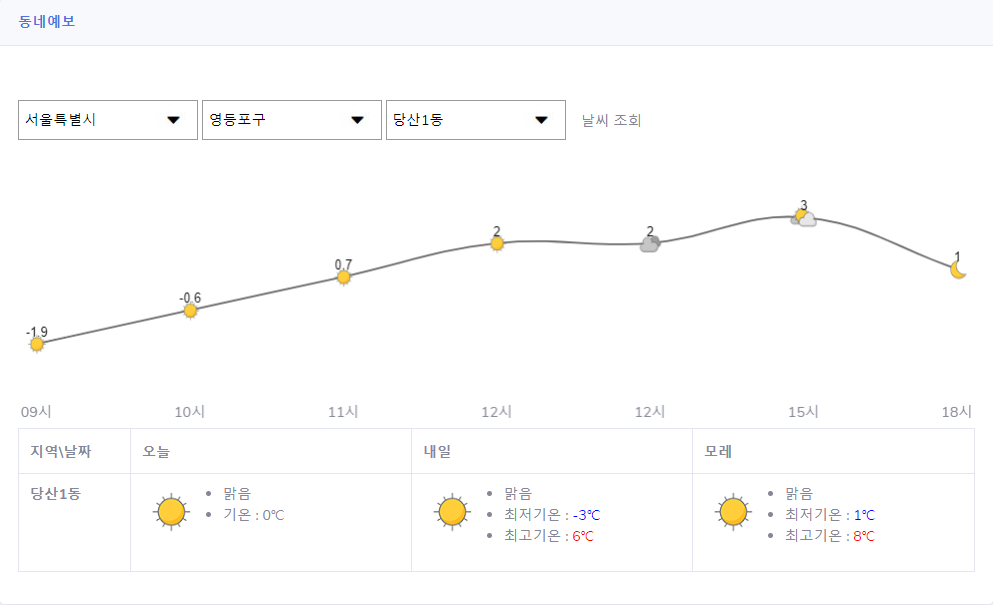 동네예보
서울특별시 영등포구 당산1동 날씨 조회
-1.9 -0.6 0.7 2 2 3 1
09시 10시 11시 12시 12시 15시 18시
지역\날짜 오늘 내일 모레
당산1동 맑음 맑음 맑음
기온 : 0℃ 최저기온 : -3℃ 최저기온 : 1℃
최고기온 : 6℃ 최고기온 : 8℃